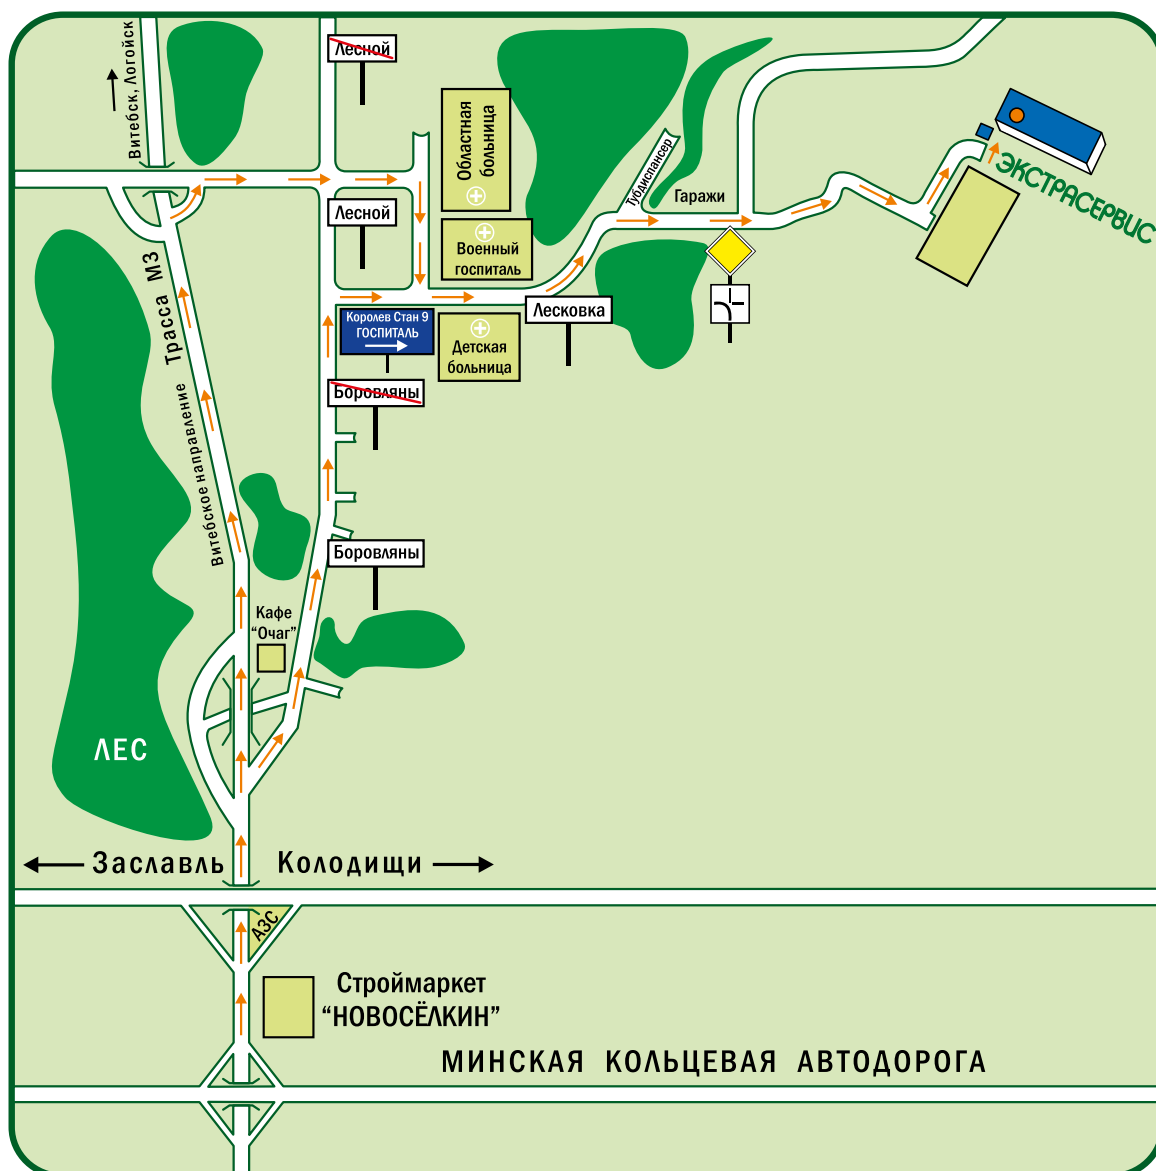 Витебск, Логойск
Лесной
Областная
больница
Тубдиспансер
Гаражи
ЭКСТРАСЕРВИС
Лесной
Военный
госпиталь
Трасса М3
Лесковка
Королев Стан 9
ГОСПИТАЛЬ
Детская
больница
Боровляны
Витебское направление
Боровляны
Кафе
"Очаг"
ЛЕС
Заславль
Колодищи
АЗС
Строймаркет
"НОВОСЁЛКИН"
МИНСКАЯ КОЛЬЦЕВАЯ АВТОДОРОГА